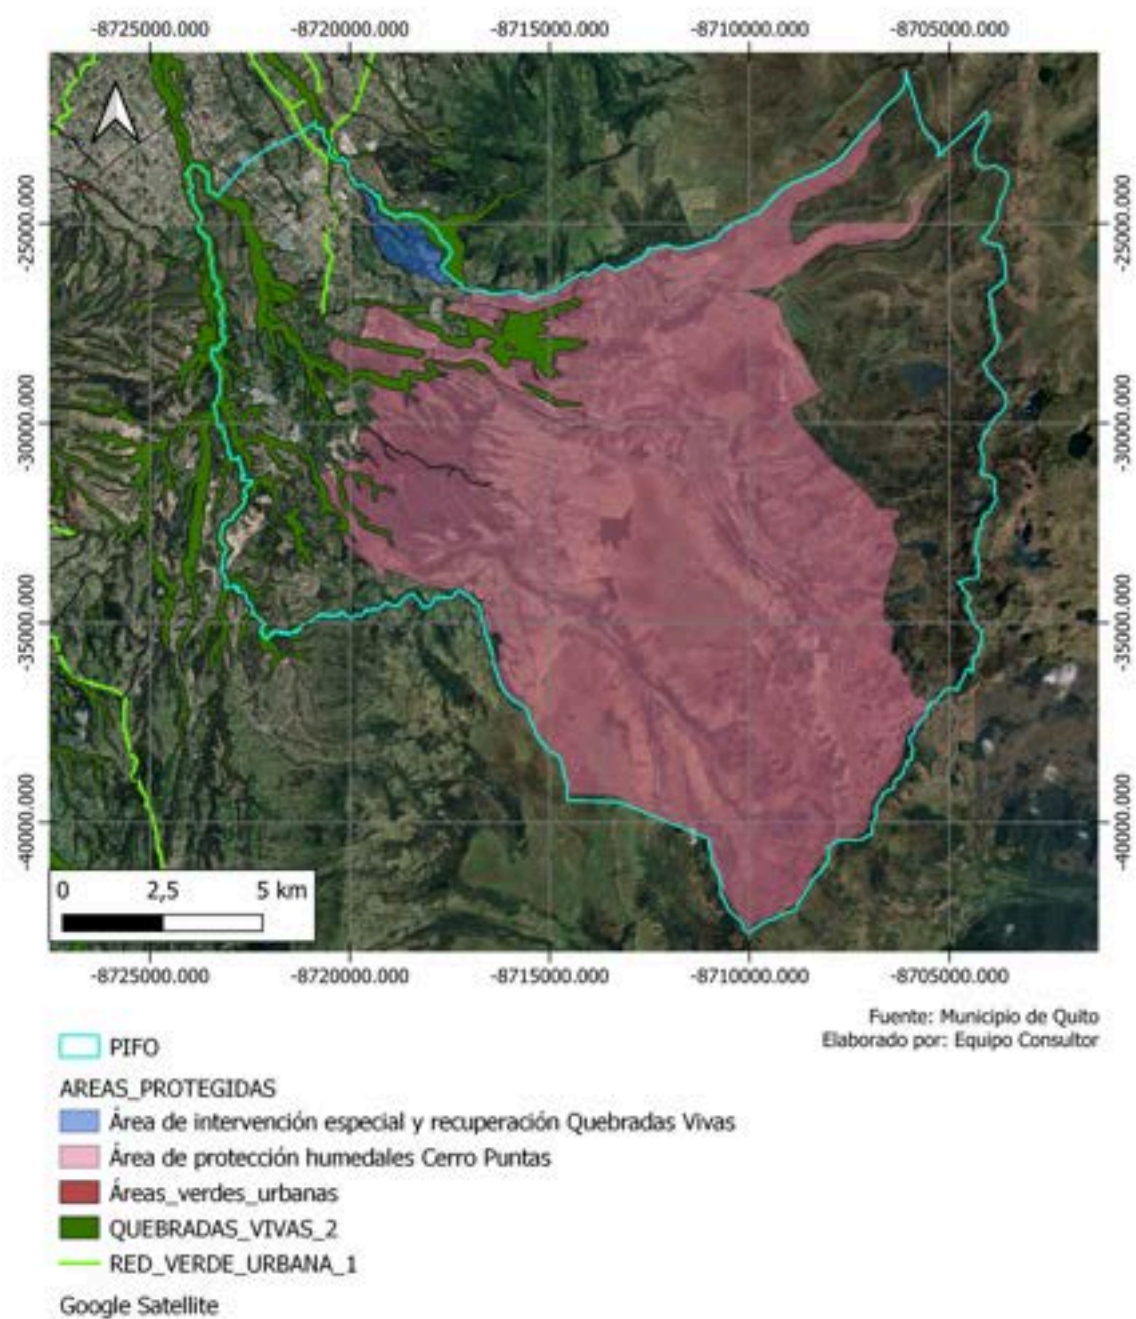 -8725000.000 -8720000.000 -8715000.000 -8710000.000 -8705000.000
-25000.000 -25000.000
-30000.000 -30000.000
-35000.000 -35000.000
-40000.000 -40000.000
0 2,5 5 km
-8725000.000 -8720000.000 -8715000.000 -8710000.000 -8705000.000
Fuente: Municipio de Quito
Elaborado por: Equipo Consultor
PIFO
AREAS_PROTEGIDAS
Área de intervención especial y recuperación Quebradas Vivas
Área de protección humedales Cerro Puntas
Áreas_verdes_urbanas
QUEBRADAS_VIVAS_2
RED_VERDE_URBANA_1
Google Satellite